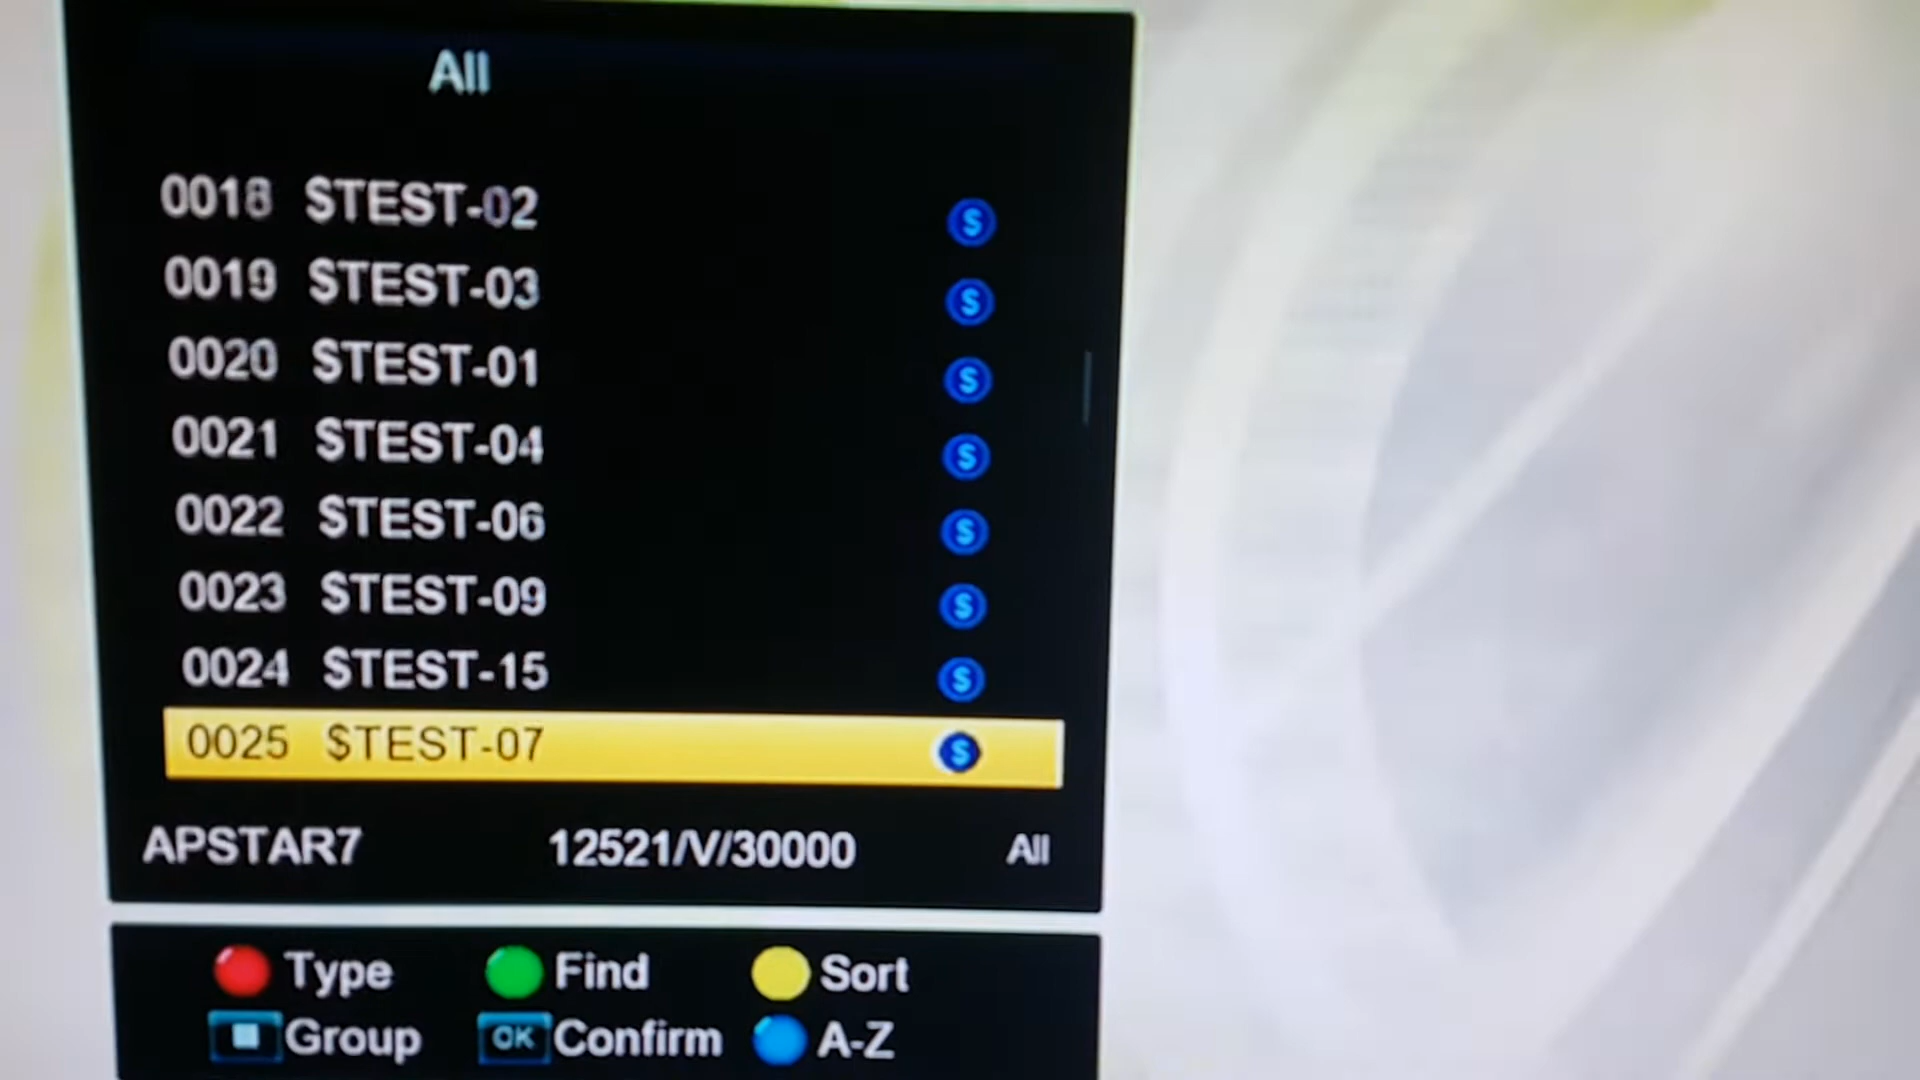 All
0018 $TEST-02
0019 $TEST-03
0020 $TEST-01
0021 $TEST-04
0022 $TEST-06
0023 $TEST-09
0024 $TEST-15
0025 $TEST-07
APSTAR7 12521/V/30000 All
Type Find Sort
Group OK Confirm A-Z